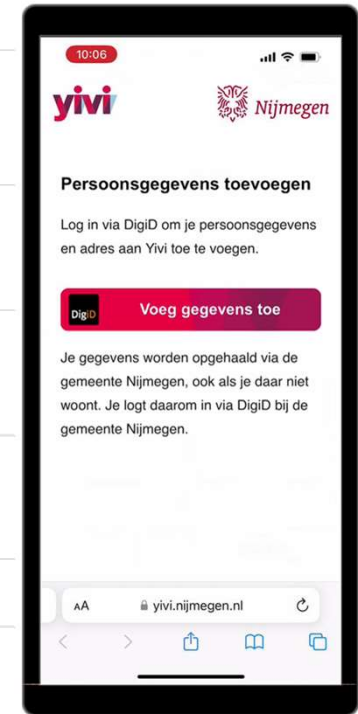 10:06
yivi
Nijmegen
Persoonsgegevens toevoegen
Log in via DigiD om je persoonsgegevens
en adres aan Yivi toe te voegen.
DigiD Voeg gegevens toe
Je gegevens worden opgehaald via de
gemeente Nijmegen, ook als je daar niet
woont. Je logt daarom in via DigiD bij de
gemeente Nijmegen.
AA yivi.nijmegen.nl